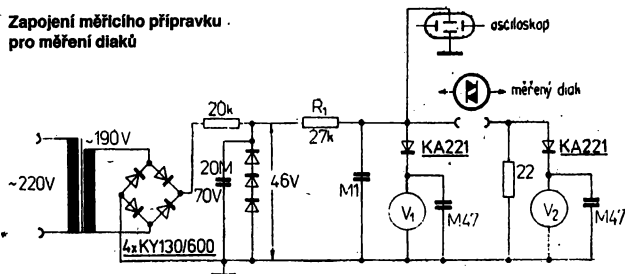 Zapojení měřicího přípravku
pro měření diaků
osciloskop
měřený diak
20k
R₁
27k
KA221
KA221
~190V
~220V
20M
70V
46V
M1
V₁
M47
22
V₂
M47
4xKY130/600